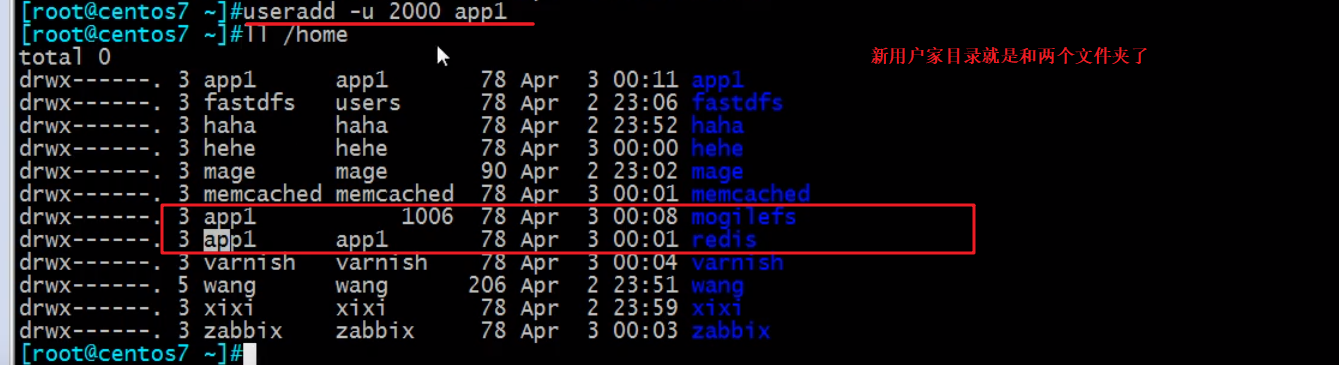 [root@centos7 ~]#useradd -u 2000 app1
[root@centos7 ~]#ll /home
total 0
新用户家目录就是和两个文件夹了
drwx------. 3 app1      app1       78 Apr  3 00:11 app1
drwx------. 3 fastdfs   users      78 Apr  2 23:06 fastdfs
drwx------. 3 haha      haha       78 Apr  2 23:52 haha
drwx------. 3 hehe      hehe       78 Apr  3 00:00 hehe
drwx------. 3 mage      mage       90 Apr  2 23:02 mage
drwx------. 3 memcached memcached  78 Apr  3 00:01 memcached
drwx------. 3 app1           1006  78 Apr  3 00:08 mogilefs
drwx------. 3 app1      app1       78 Apr  3 00:01 redis
drwx------. 3 varnish   varnish    78 Apr  3 00:04 varnish
drwx------. 5 wang      wang      206 Apr  2 23:51 wang
drwx------. 3 xixi      xixi       78 Apr  2 23:59 xixi
drwx------. 3 zabbix    zabbix     78 Apr  3 00:03 zabbix
[root@centos7 ~]#